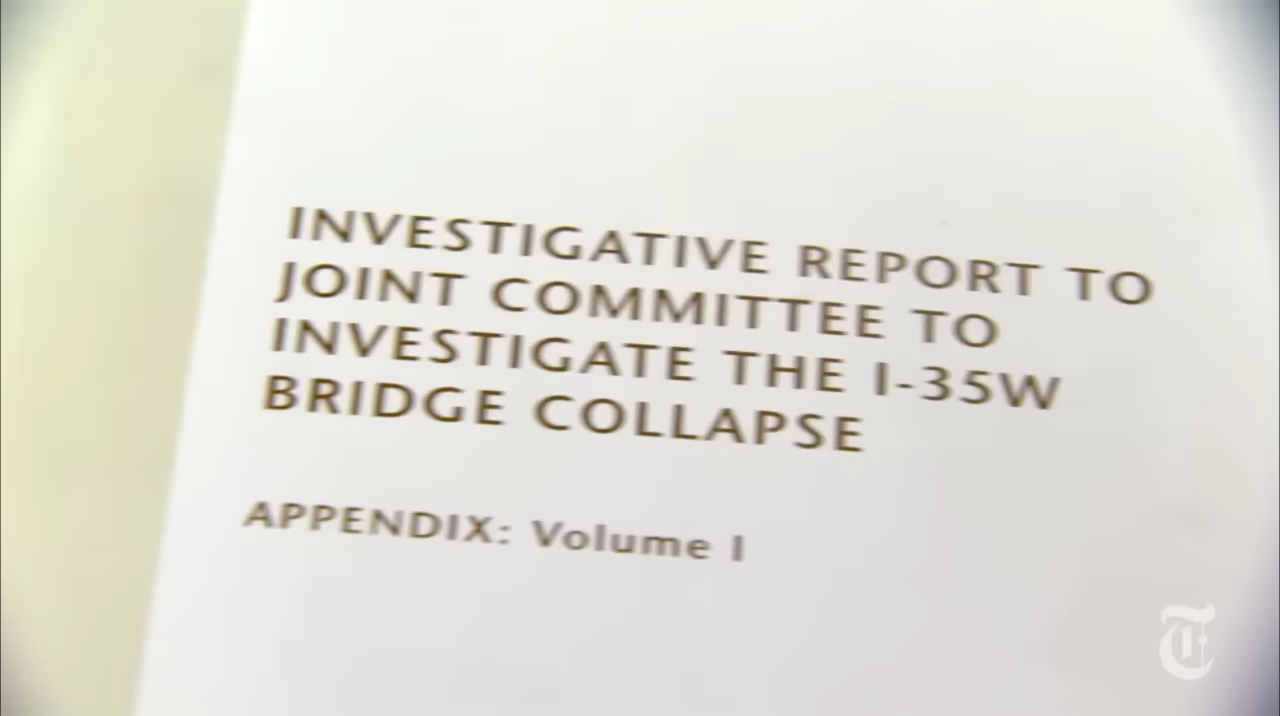 INVESTIGATIVE REPORT TO
JOINT COMMITTEE TO
INVESTIGATE THE I-35W
BRIDGE COLLAPSE
APPENDIX: Volume I
T